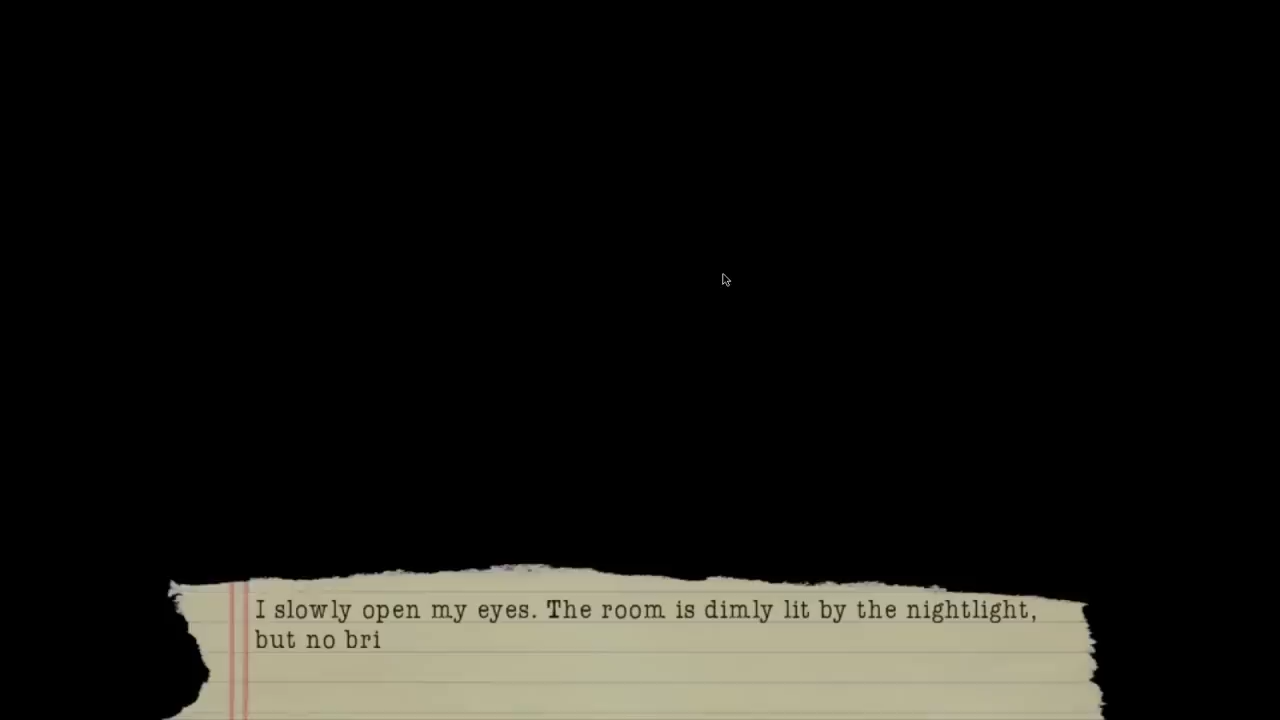 I slowly open my eyes. The room is dimly lit by the nightlight,
but no bri